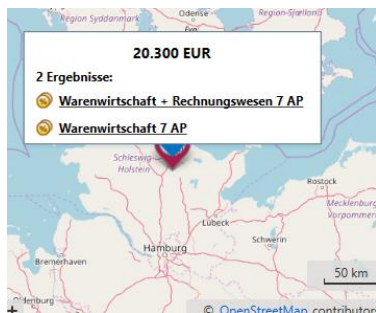 Odense
Region Syddanmark
Region Sjælland
20.300 EUR
2 Ergebnisse:
Warenwirtschaft + Rechnungswesen 7 AP
Warenwirtschaft 7 AP
Schleswig-
Holstein
Rostock
Mecklenburg
Vorpommern
Lübeck
Schwerin
Hamburg
Bremerhaven
50 km
+
© OpenStreetMap contributors